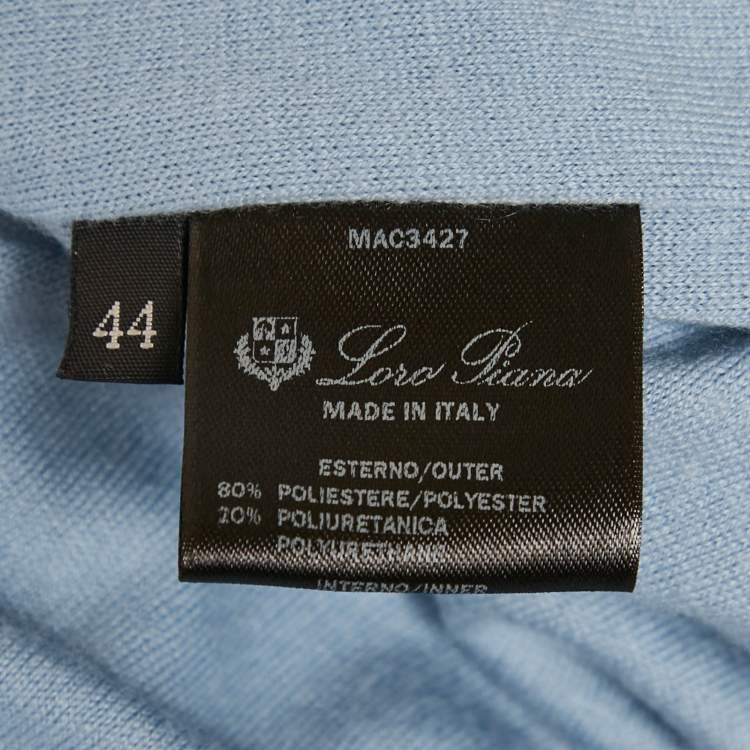 MAC3427
44
Loro Piana
MADE IN ITALY
ESTERNO/OUTER
80% POLIESTERE/POLYESTER
20% POLIURETANICA
POLYURETHANE
INTERNO/INNER